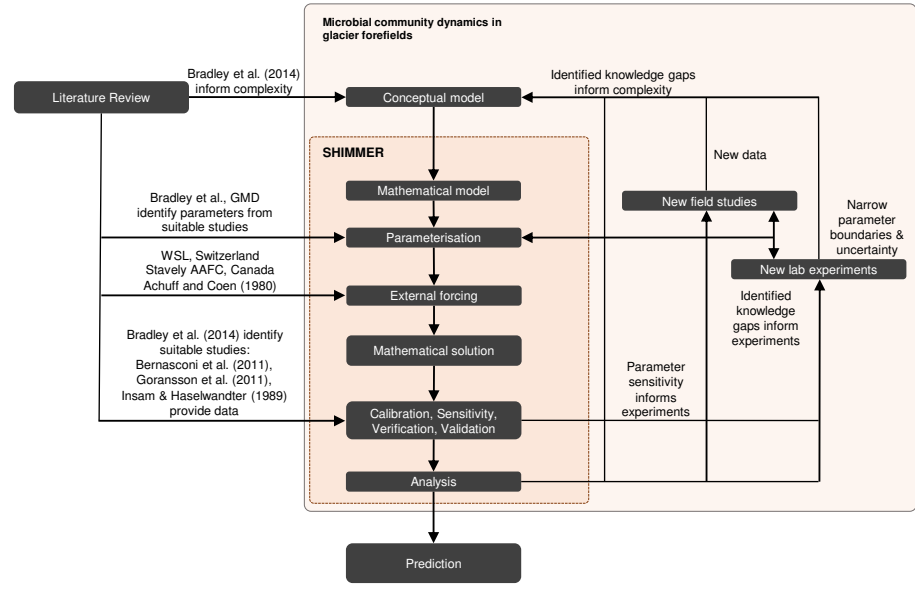 Microbial community dynamics in
glacier forefields
Bradley et al. (2014)
inform complexity
Identified knowledge gaps
inform complexity
Literature Review
Conceptual model
SHIMMER
New data
Mathematical model
New field studies
Bradley et al., GMD
identify parameters from
suitable studies
Parameterisation
Narrow
parameter
boundaries &
uncertainty
WSL, Switzerland
Stavely AAFC, Canada
Achuff and Coen (1980)
New lab experiments
External forcing
Identified
knowledge
gaps inform
experiments
Bradley et al. (2014) identify
suitable studies:
Bernasconi et al. (2011),
Goransson et al. (2011),
Insam & Haselwandter (1989)
provide data
Mathematical solution
Parameter
sensitivity
informs
experiments
Calibration, Sensitivity,
Verification, Validation
Analysis
Prediction